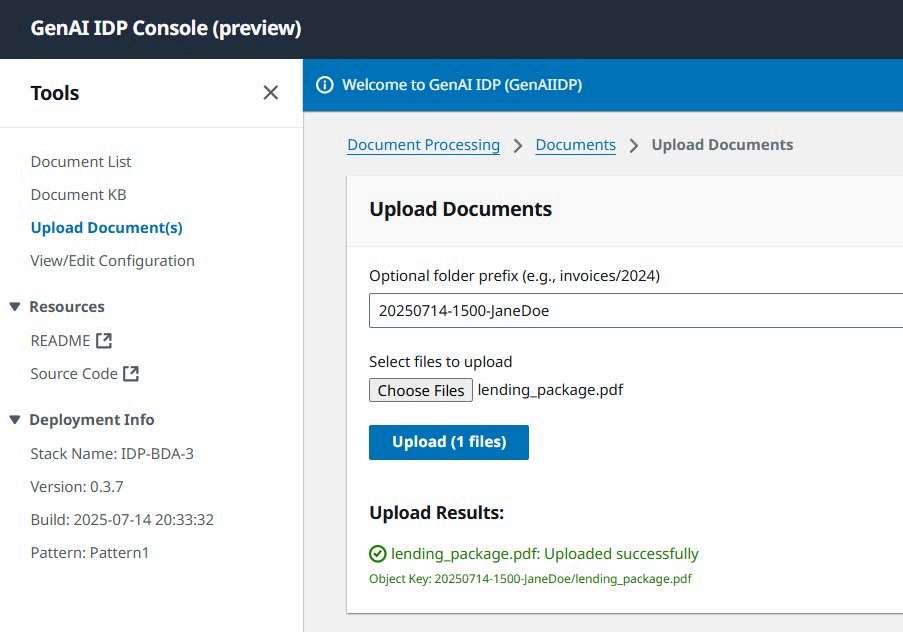 GenAI IDP Console (preview)
Tools
Document List
Document KB
Upload Document(s)
View/Edit Configuration
Resources
README
Source Code
Deployment Info
Stack Name: IDP-BDA-3
Version: 0.3.7
Build: 2025-07-14 20:33:32
Pattern: Pattern1
Welcome to GenAI IDP (GenAIIDP)
Document Processing > Documents > Upload Documents
Upload Documents
Optional folder prefix (e.g., invoices/2024)
20250714-1500-JaneDoe
Select files to upload
Choose Files lending_package.pdf
Upload (1 files)
Upload Results:
lending_package.pdf: Uploaded successfully
Object Key: 20250714-1500-JaneDoe/lending_package.pdf